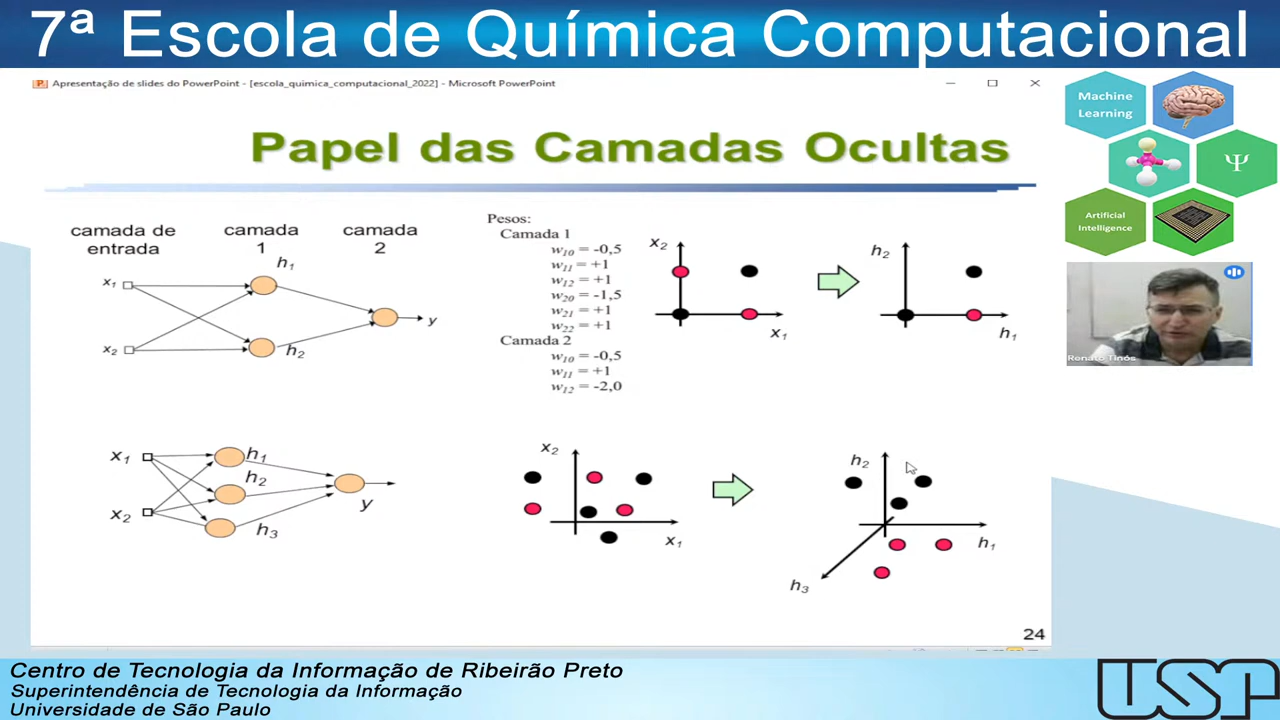 7ª Escola de Química Computacional
Apresentação de slides do PowerPoint - [escola_quimica_computacional_2022] - Microsoft PowerPoint
Machine
Learning
Ψ
Artificial
Intelligence
Papel das Camadas Ocultas
camada de
entrada
camada
1
camada
2
x₁
x₂
h₁
h₂
y
Pesos:
Camada 1
w₁₀ = -0,5
w₁₁ = +1
w₁₂ = +1
w₂₀ = -1,5
w₂₁ = +1
w₂₂ = +1
Camada 2
w₁₀ = -0,5
w₁₁ = +1
w₁₂ = -2,0
x₂
x₁
h₂
h₁
Renato Tinós
x₁
x₂
h₁
h₂
h₃
y
x₂
x₁
h₂
h₁
h₃
24
Centro de Tecnologia da Informação de Ribeirão Preto
Superintendência de Tecnologia da Informação
Universidade de São Paulo
USP